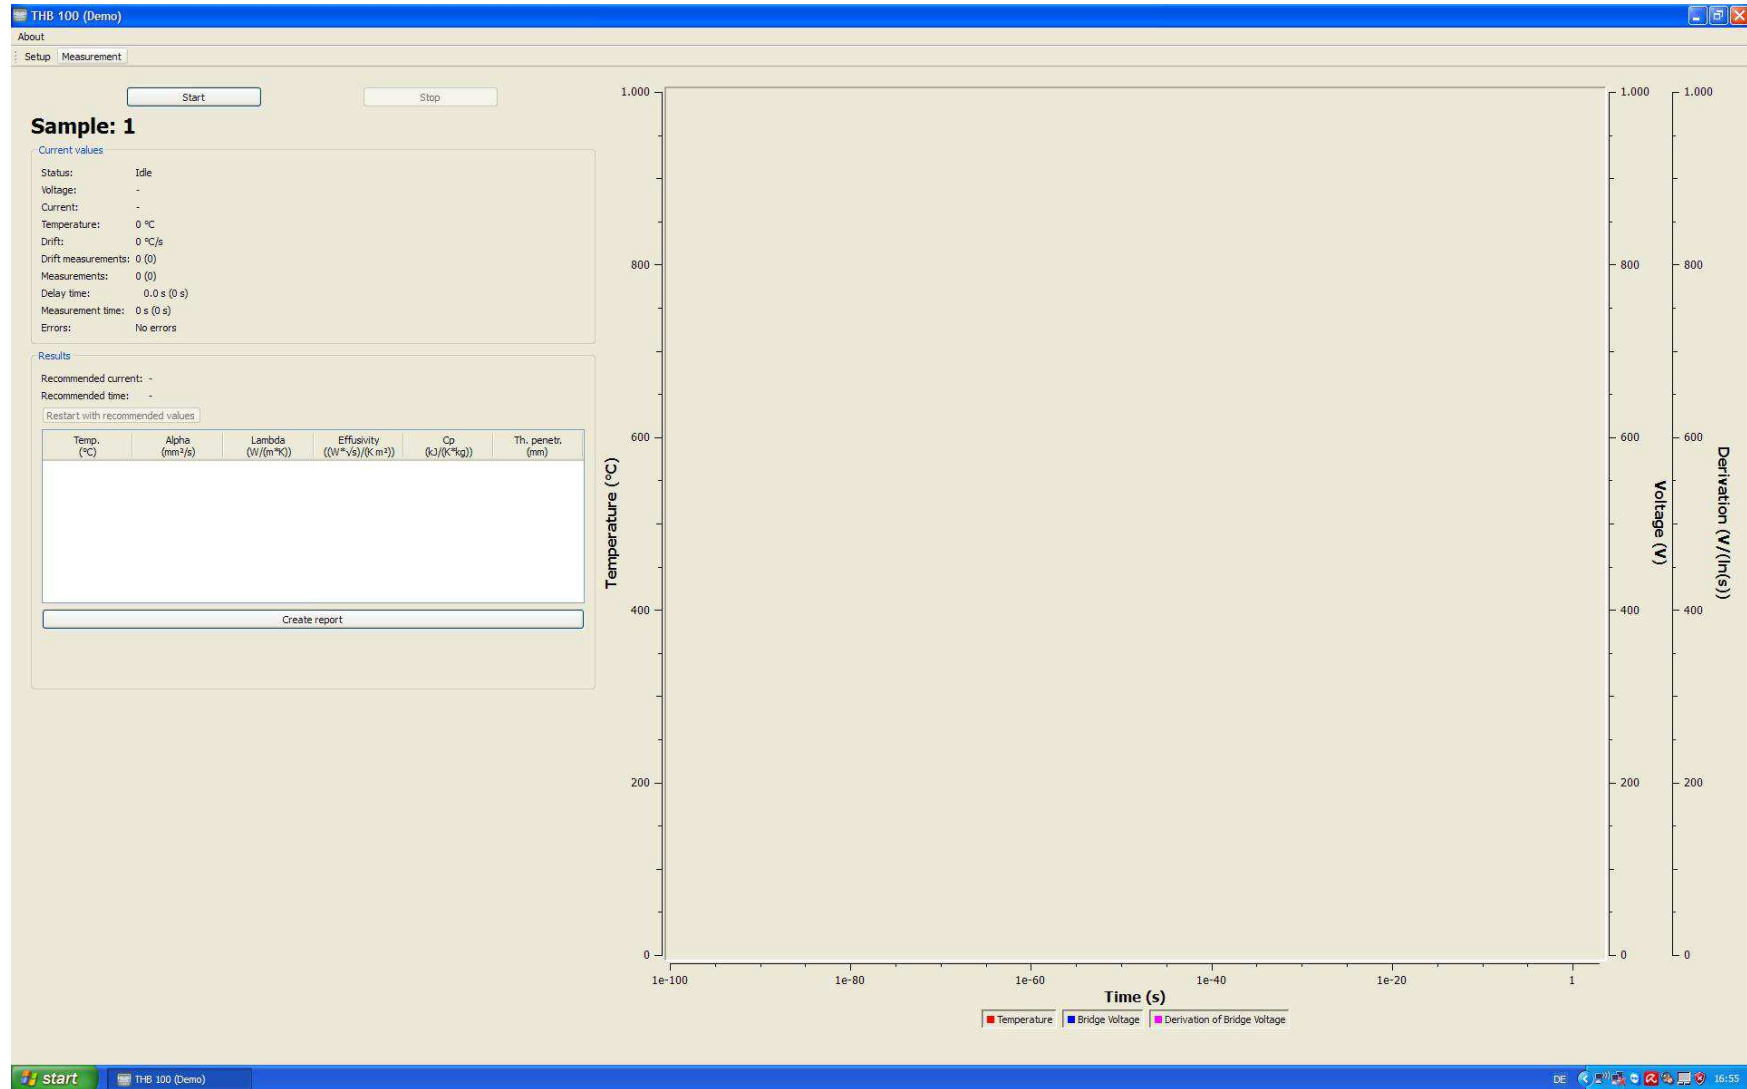 THB 100 (Demo)
About
Setup Measurement
Start Stop
Sample: 1
Current values
Status: Idle
Voltage: -
Current: -
Temperature: 0 °C
Drift: 0 °C/s
Drift measurements: 0 (0)
Measurements: 0 (0)
Delay time: 0.0 s (0 s)
Measurement time: 0 s (0 s)
Errors: No errors
Results
Recommended current: -
Recommended time: -
Restart with recommended values
Temp. Alpha Lambda Effusivity Cp Th. penetr.
(°C) (mm²/s) (W/(m*K)) ((W*√s)/(K m²)) (kJ/(K*kg)) (mm)
Create report
Temperature (°C)
1.000
800
600
400
200
0
1.000
800
600
400
200
0
Voltage (V)
1.000
800
600
400
200
0
Derivation (V/(ln(s))
1e-100 1e-80 1e-60 1e-40 1e-20 1
Time (s)
Temperature Bridge Voltage Derivation of Bridge Voltage
start THB 100 (Demo) DE 16:55